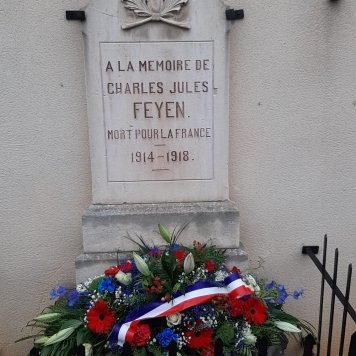 A LA MEMOIRE DE
CHARLES JULES
FEYEN.
MORT POUR LA FRANCE
1914-1918.